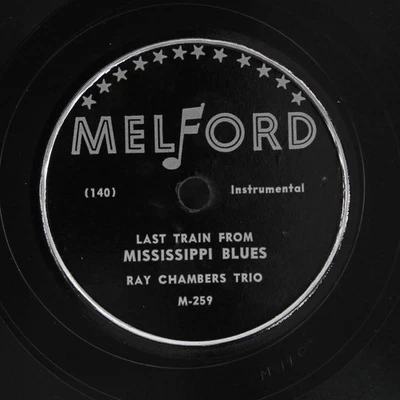 MELFORD
(140) Instrumental
LAST TRAIN FROM
MISSISSIPPI BLUES
RAY CHAMBERS TRIO
M-259